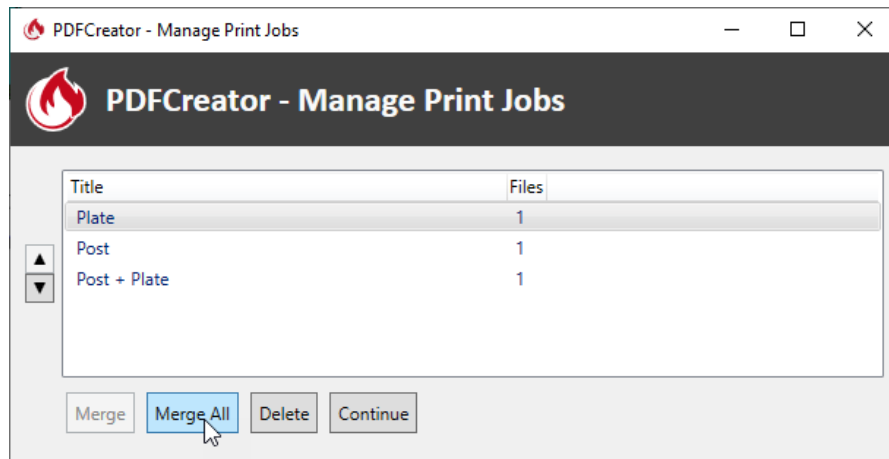 PDFCreator - Manage Print Jobs
PDFCreator - Manage Print Jobs
Title Files
Plate 1
Post 1
Post + Plate 1
Merge Merge All Delete Continue